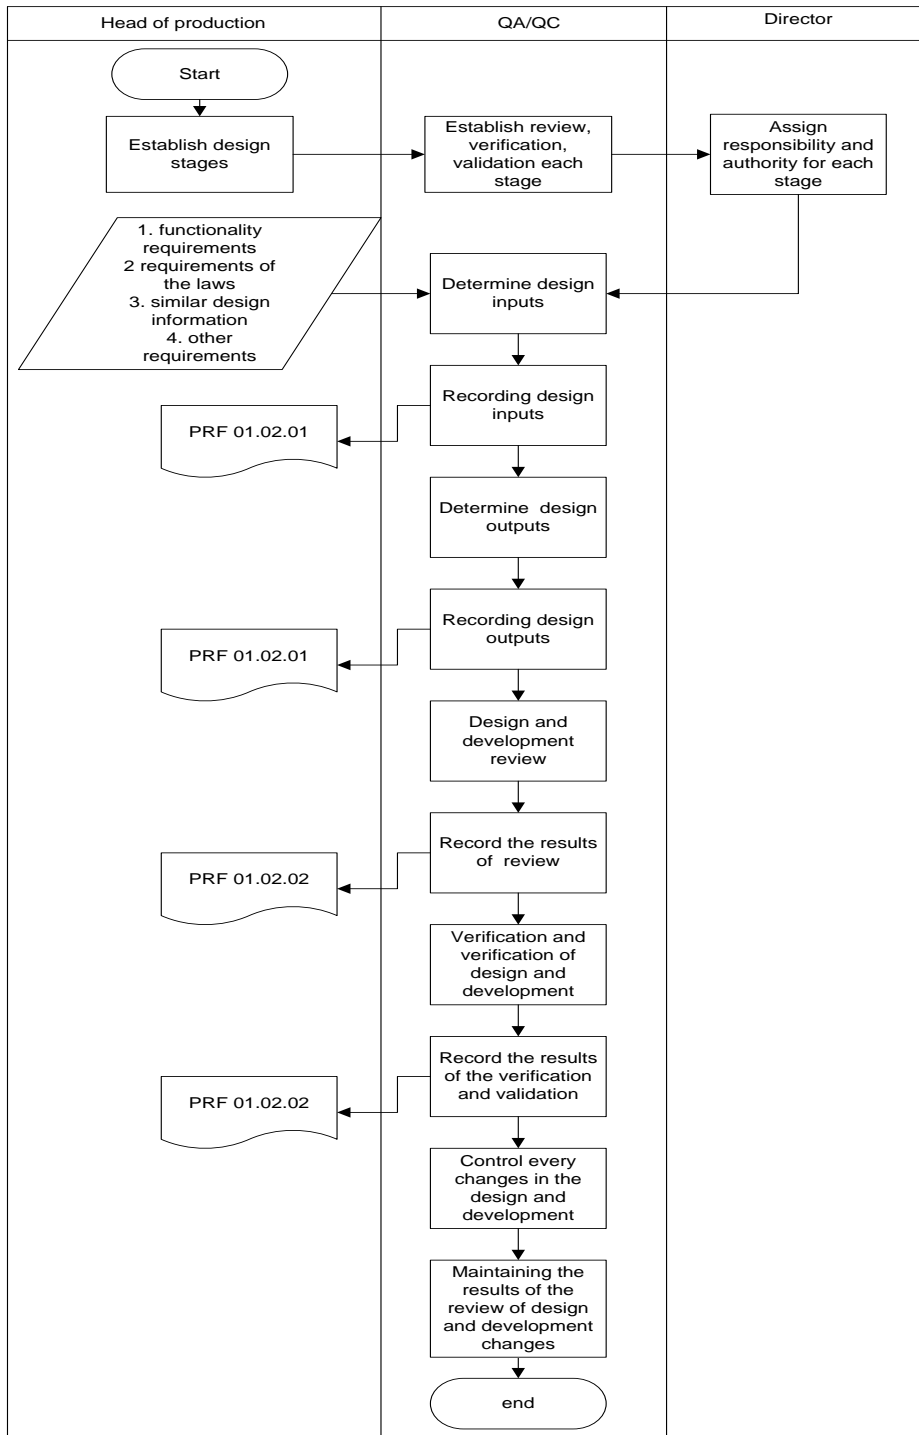 Head of production
QA/QC
Director
Start
Establish design
stages
Establish review,
verification,
validation each
stage
Assign
responsibility and
authority for each
stage
1. functionality
requirements
2 requirements of
the laws
3. similar design
information
4. other
requirements
Determine design
inputs
Recording design
inputs
PRF 01.02.01
Determine design
outputs
Recording design
outputs
PRF 01.02.01
Design and
development
review
Record the results
of review
PRF 01.02.02
Verification and
verification of
design and
development
Record the results
of the verification
and validation
PRF 01.02.02
Control every
changes in the
design and
development
Maintaining the
results of the
review of design
and development
changes
end